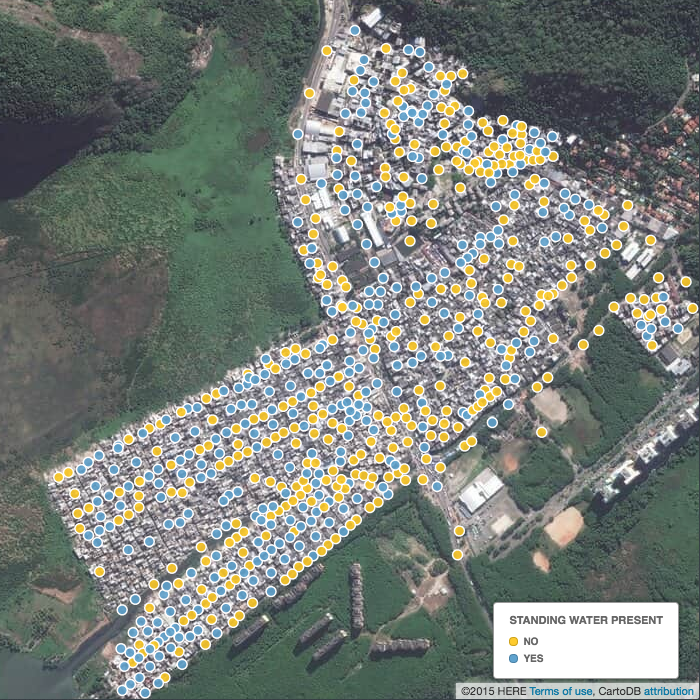 STANDING WATER PRESENT
NO
YES
©2015 HERE Terms of use, CartoDB attribution